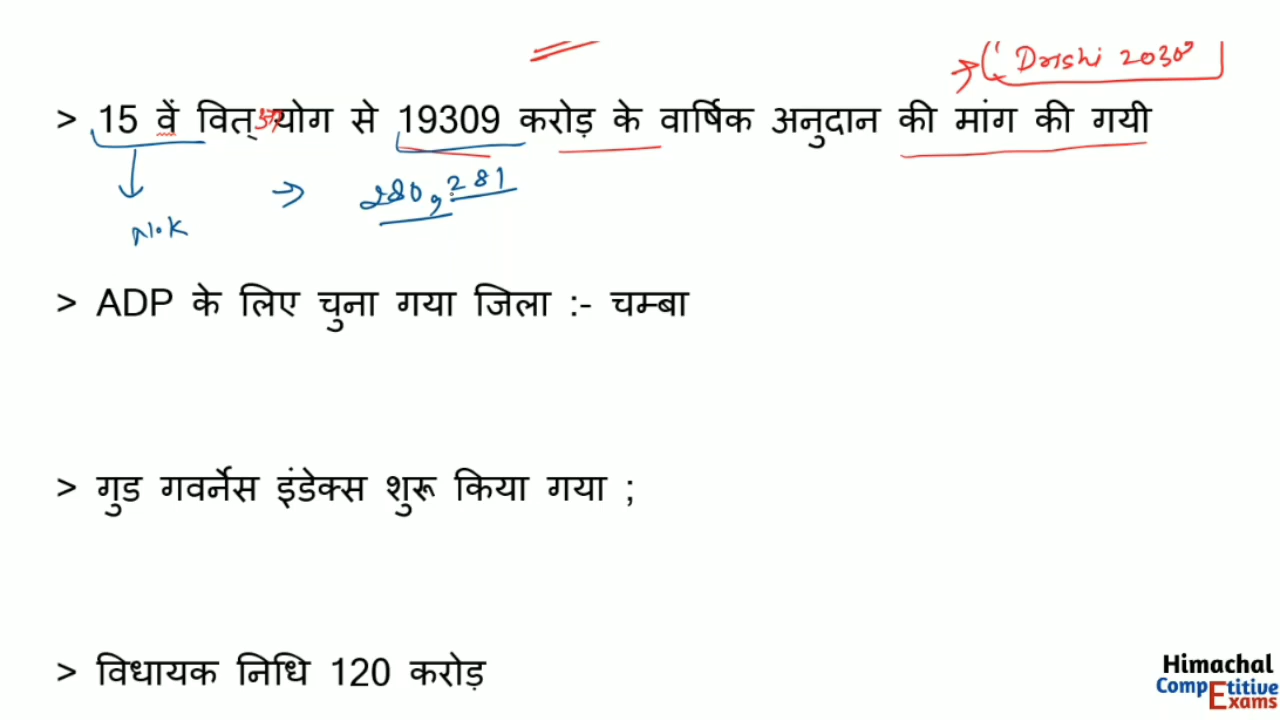 Drishi 2030
> 15 वें वित् आयोग से 19309 करोड़ के वार्षिक अनुदान की मांग की गयी
N.K
280, 281
> ADP के लिए चुना गया जिला :- चम्बा
> गुड गवर्नेस इंडेक्स शुरू किया गया ;
> विधायक निधि 120 करोड़
Himachal
CompEtitive
Exams